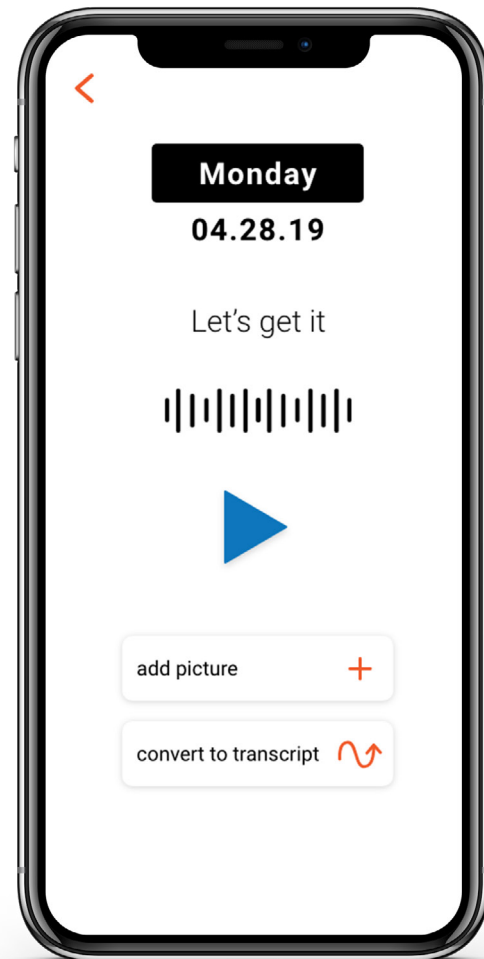 Monday
04.28.19
Let's get it
add picture
convert to transcript